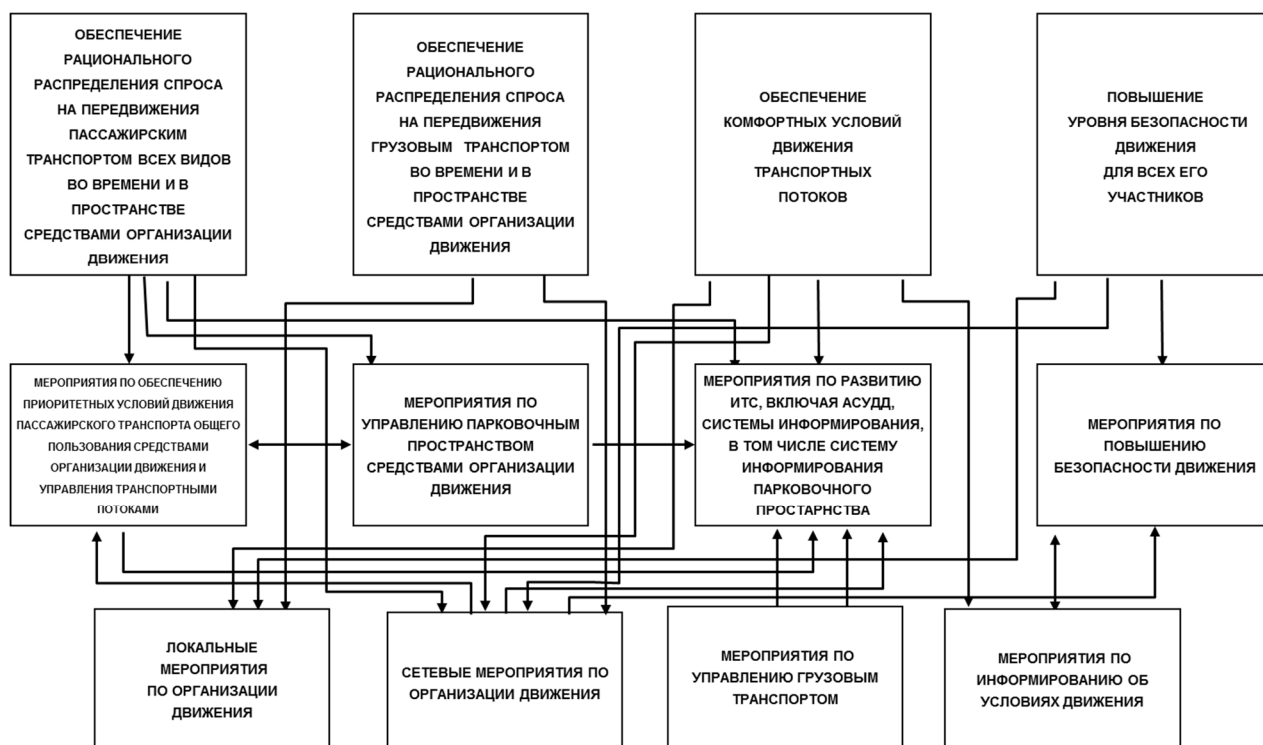 ОБЕСПЕЧЕНИЕ
РАЦИОНАЛЬНОГО
РАСПРЕДЕЛЕНИЯ СПРОСА
НА ПЕРЕДВИЖЕНИЯ
ПАССАЖИРСКИМ
ТРАНСПОРТОМ ВСЕХ ВИДОВ
ВО ВРЕМЕНИ И В
ПРОСТРАНСТВЕ
СРЕДСТВАМИ ОРГАНИЗАЦИИ
ДВИЖЕНИЯ
ОБЕСПЕЧЕНИЕ
РАЦИОНАЛЬНОГО
РАСПРЕДЕЛЕНИЯ СПРОСА
НА ПЕРЕДВИЖЕНИЯ
ГРУЗОВЫМ ТРАНСПОРТОМ
ВО ВРЕМЕНИ И В
ПРОСТРАНСТВЕ
СРЕДСТВАМИ ОРГАНИЗАЦИИ
ДВИЖЕНИЯ
ОБЕСПЕЧЕНИЕ
КОМФОРТНЫХ УСЛОВИЙ
ДВИЖЕНИЯ
ТРАНСПОРТНЫХ
ПОТОКОВ
ПОВЫШЕНИЕ
УРОВНЯ БЕЗОПАСНОСТИ
ДВИЖЕНИЯ
ДЛЯ ВСЕХ ЕГО
УЧАСТНИКОВ
МЕРОПРИЯТИЯ ПО ОБЕСПЕЧЕНИЮ
ПРИОРИТЕТНЫХ УСЛОВИЙ ДВИЖЕНИЯ
ПАССАЖИРСКОГО ТРАНСПОРТА ОБЩЕГО
ПОЛЬЗОВАНИЯ СРЕДСТВАМИ
ОРГАНИЗАЦИИ ДВИЖЕНИЯ И
УПРАВЛЕНИЯ ТРАНСПОРТНЫМИ
ПОТОКАМИ
МЕРОПРИЯТИЯ ПО
УПРАВЛЕНИЮ ПАРКОВОЧНЫМ
ПРОСТРАНСТВОМ
СРЕДСТВАМИ ОРГАНИЗАЦИИ
ДВИЖЕНИЯ
МЕРОПРИЯТИЯ ПО РАЗВИТИЮ
ИТС, ВКЛЮЧАЯ АСУДД,
СИСТЕМЫ ИНФОРМИРОВАНИЯ,
В ТОМ ЧИСЛЕ СИСТЕМУ
ИНФОРМИРОВАНИЯ
ПАРКОВОЧНОГО
ПРОСТАРНСТВА
МЕРОПРИЯТИЯ ПО
ПОВЫШЕНИЮ
БЕЗОПАСНОСТИ ДВИЖЕНИЯ
ЛОКАЛЬНЫЕ
МЕРОПРИЯТИЯ
ПО ОРГАНИЗАЦИИ
ДВИЖЕНИЯ
СЕТЕВЫЕ МЕРОПРИЯТИЯ ПО
ОРГАНИЗАЦИИ ДВИЖЕНИЯ
МЕРОПРИЯТИЯ ПО
УПРАВЛЕНИЮ ГРУЗОВЫМ
ТРАНСПОРТОМ
МЕРОПРИЯТИЯ ПО
ИНФОРМИРОВАНИЮ ОБ
УСЛОВИЯХ ДВИЖЕНИЯ